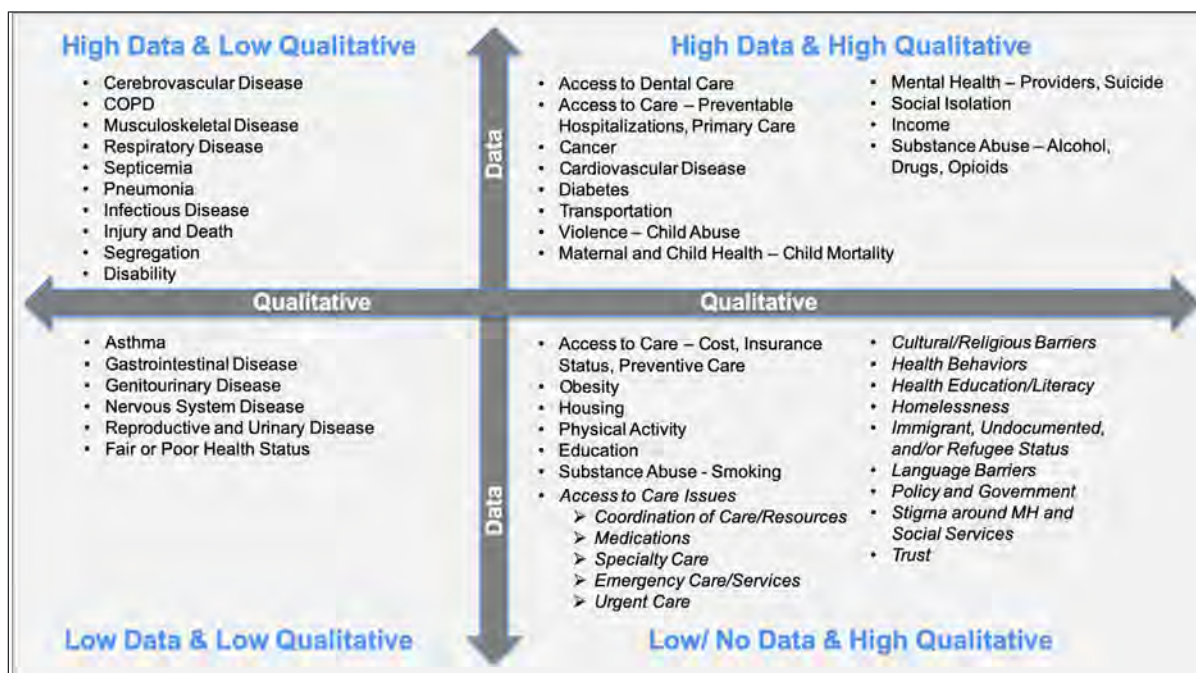 High Data & Low Qualitative
• Cerebrovascular Disease
• COPD
• Musculoskeletal Disease
• Respiratory Disease
• Septicemia
• Pneumonia
• Infectious Disease
• Injury and Death
• Segregation
• Disability
Data
High Data & High Qualitative
• Access to Dental Care
• Access to Care – Preventable
Hospitalizations, Primary Care
• Cancer
• Cardiovascular Disease
• Diabetes
• Transportation
• Violence – Child Abuse
• Maternal and Child Health – Child Mortality
• Mental Health – Providers, Suicide
• Social Isolation
• Income
• Substance Abuse – Alcohol,
Drugs, Opioids
Qualitative
Qualitative
• Asthma
• Gastrointestinal Disease
• Genitourinary Disease
• Nervous System Disease
• Reproductive and Urinary Disease
• Fair or Poor Health Status
Low Data & Low Qualitative
Data
• Access to Care – Cost, Insurance
Status, Preventive Care
• Obesity
• Housing
• Physical Activity
• Education
• Substance Abuse - Smoking
• Access to Care Issues
➢ Coordination of Care/Resources
➢ Medications
➢ Specialty Care
➢ Emergency Care/Services
➢ Urgent Care
• Cultural/Religious Barriers
• Health Behaviors
• Health Education/Literacy
• Homelessness
• Immigrant, Undocumented,
and/or Refugee Status
• Language Barriers
• Policy and Government
• Stigma around MH and
Social Services
• Trust
Low/ No Data & High Qualitative